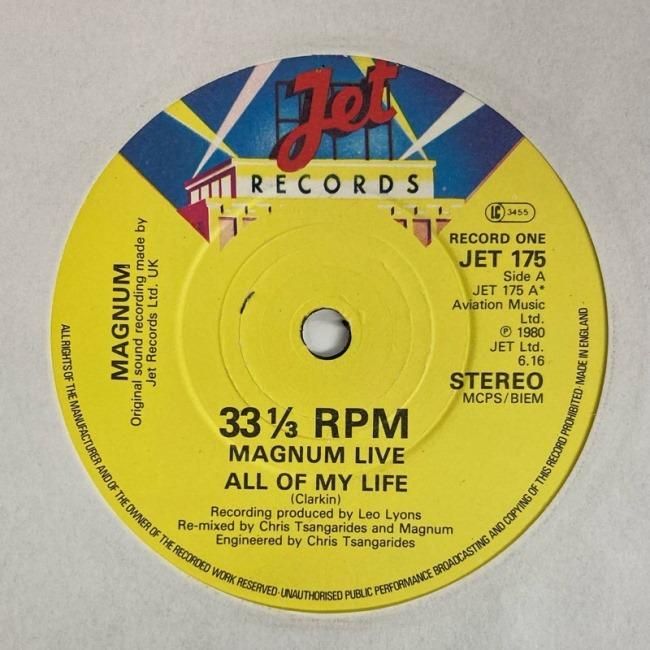 Jet
RECORDS
LC 3455
RECORD ONE
JET 175
Side A
JET 175 A*
Aviation Music
Ltd.
℗ 1980
JET Ltd.
6.16
STEREO
MCPS/BIEM
MAGNUM
Original sound recording made by
Jet Records Ltd. UK
33 ⅓ RPM
MAGNUM LIVE
ALL OF MY LIFE
(Clarkin)
Recording produced by Leo Lyons
Re-mixed by Chris Tsangarides and Magnum
Engineered by Chris Tsangarides
ALL RIGHTS OF THE MANUFACTURER AND OF THE OWNER OF THE RECORDED WORK RESERVED · UNAUTHORISED PUBLIC PERFORMANCE BROADCASTING AND COPYING OF THIS RECORD PROHIBITED · MADE IN ENGLAND ·